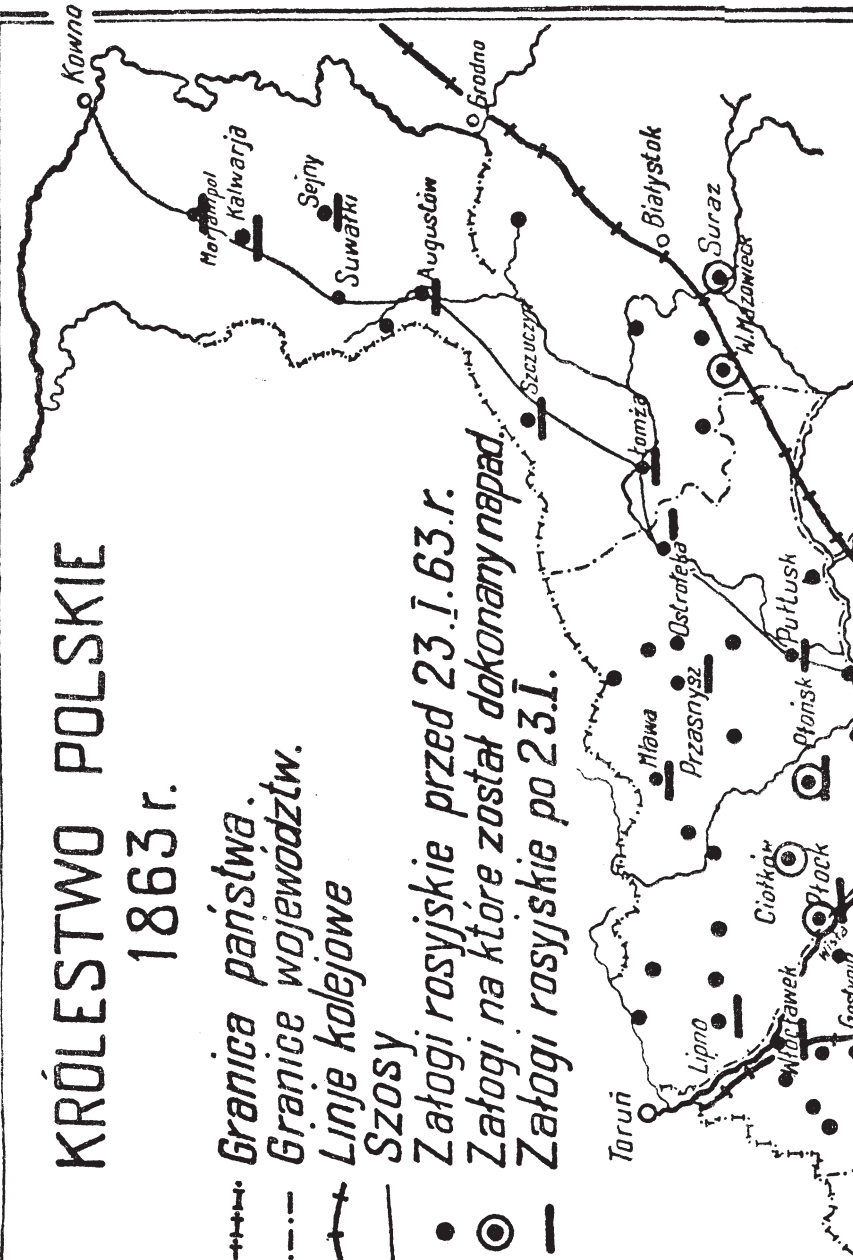 KRÓLESTWO POLSKIE
1863 r.
Granica państwa.
Granice województw.
Linje kolejowe
Szosy
Załogi rosyjskie przed 23.I.63.r.
Załogi na które został dokonany napad.
Załogi rosyjskie po 23.I.
Kowno
Marjampol
Kalwarja
Sejny
Suwałki
Augustów
Grodno
Szczuczyn
Białystok
Suraz
W.Mazowieck
Łomża
Ostrołęka
Przasnysz
Mława
Pułtusk
Płońsk
Ciołków
Płock
Wisła
Lipno
Włocławek
Toruń